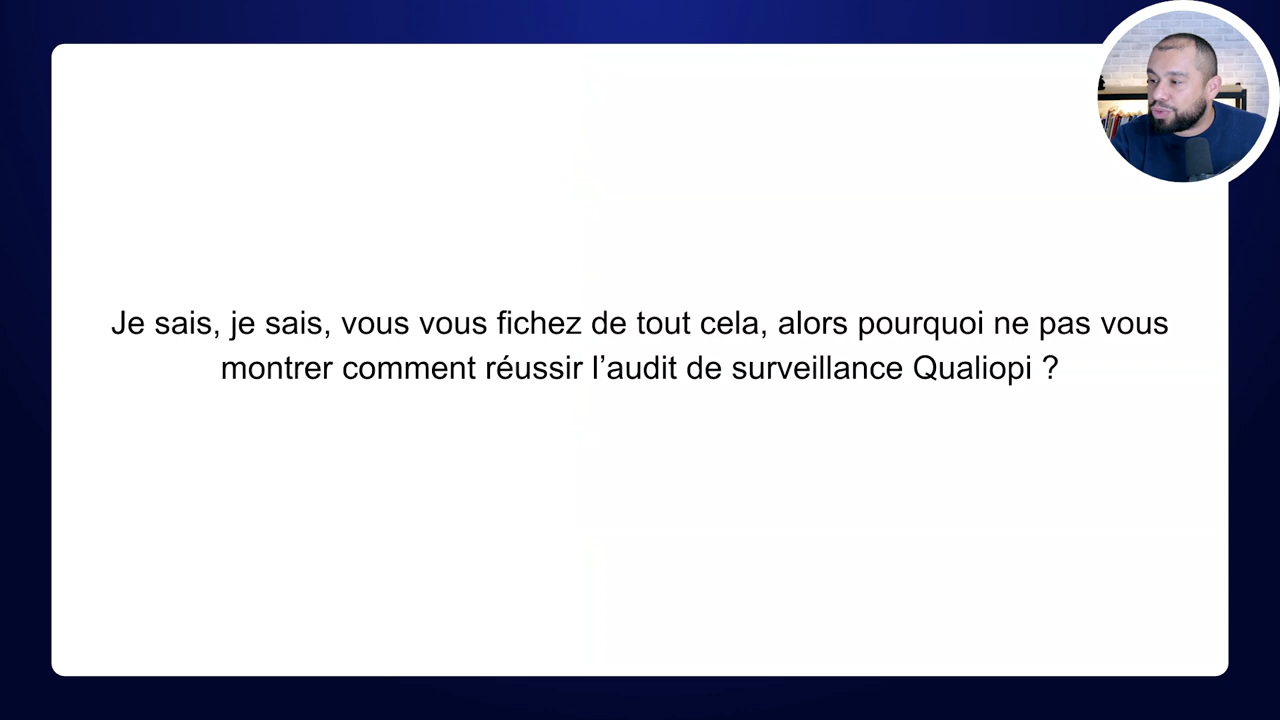 Je sais, je sais, vous vous fichez de tout cela, alors pourquoi ne pas vous
montrer comment réussir l’audit de surveillance Qualiopi ?